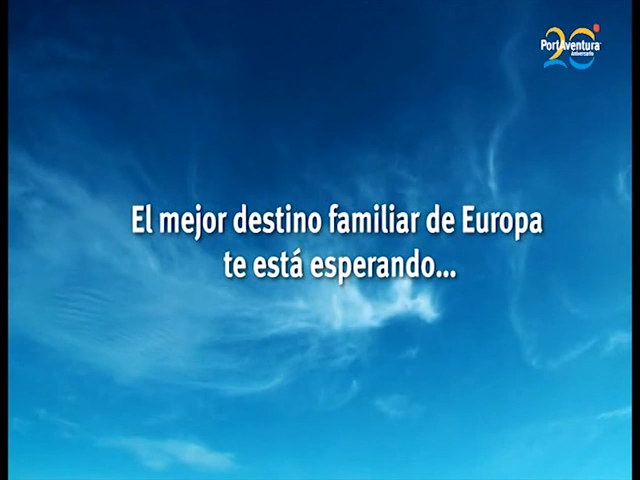 PortAventura
20
Aniversario
El mejor destino familiar de Europa
te está esperando...